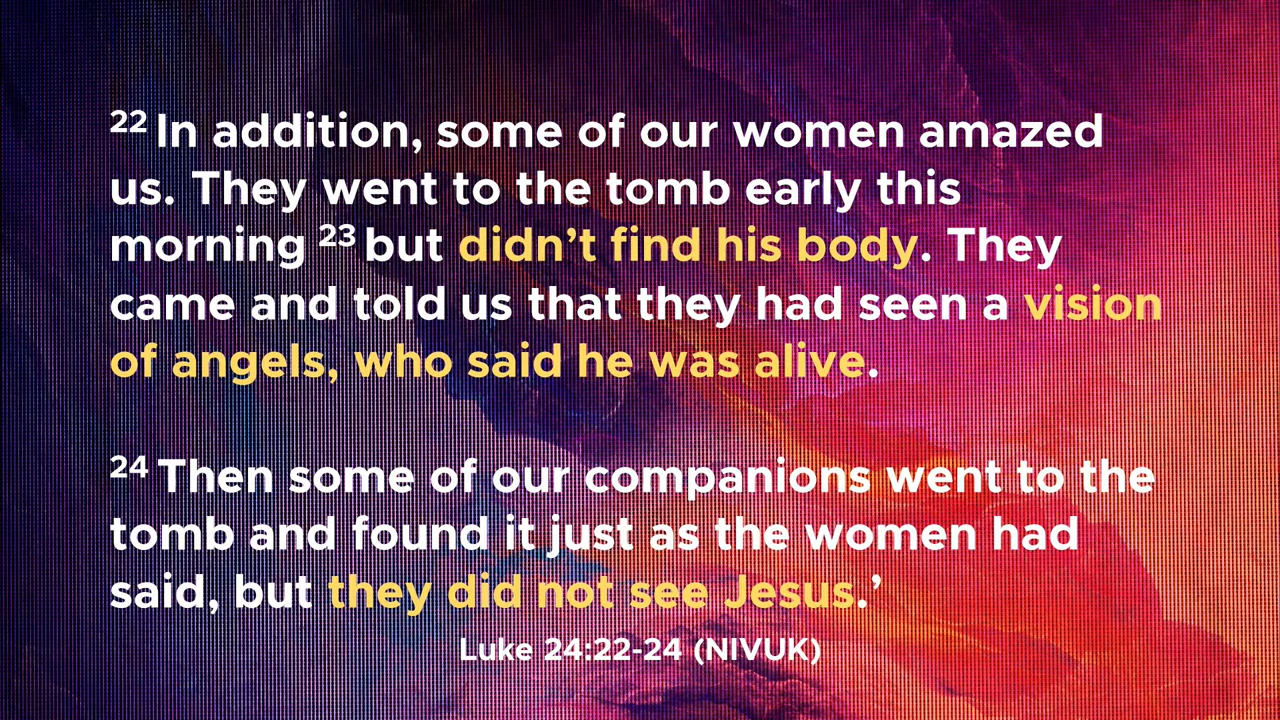 22 In addition, some of our women amazed
us. They went to the tomb early this
morning 23 but didn’t find his body. They
came and told us that they had seen a vision
of angels, who said he was alive.
24 Then some of our companions went to the
tomb and found it just as the women had
said, but they did not see Jesus.’
Luke 24:22-24 (NIVUK)